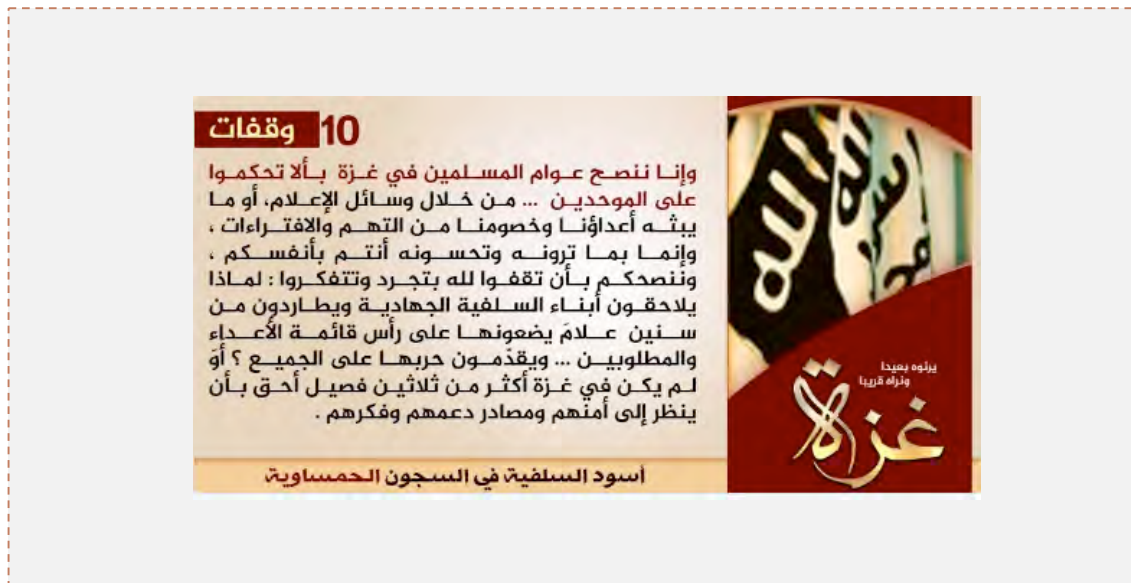 10 وقفات
وإنا ننصح عوام المسلمين في غزة بألا تحكموا
على الموحدين ... من خلال وسائل الإعلام، أو ما
يبثه أعداؤنا وخصومنا من التهم والافتراءات ،
وإنما بما ترونه وتحسونه أنتم بأنفسكم ،
وننصحكم بأن تقفوا لله بتجرد وتتفكروا : لماذا
يلاحقون أبناء السلفية الجهادية ويطاردون من
سنين علامَ يضعونها على رأس قائمة الأعداء
والمطلوبين ... ويقدّمون حربها على الجميع ؟ أوَ
لم يكن في غزة أكثر من ثلاثين فصيل أحق بأن
ينظر إلى أمنهم ومصادر دعمهم وفكرهم .
أسود السلفية في السجون الحمساوية
الله
الله
رسول
محمد
يرنوه بعيدا
ونراه قريبا
غزة